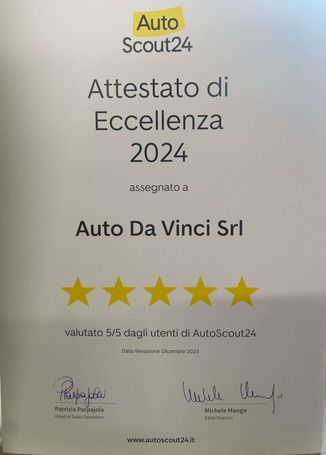 Auto
Scout24
Attestato di
Eccellenza
2024
assegnato a
Auto Da Vinci Srl
valutato 5/5 dagli utenti di AutoScout24
Data rilevazione: Dicembre 2023
Patrizia Parpajola
Michele Mango
Head of Sales Operation
Sales Director
www.autoscout24.it